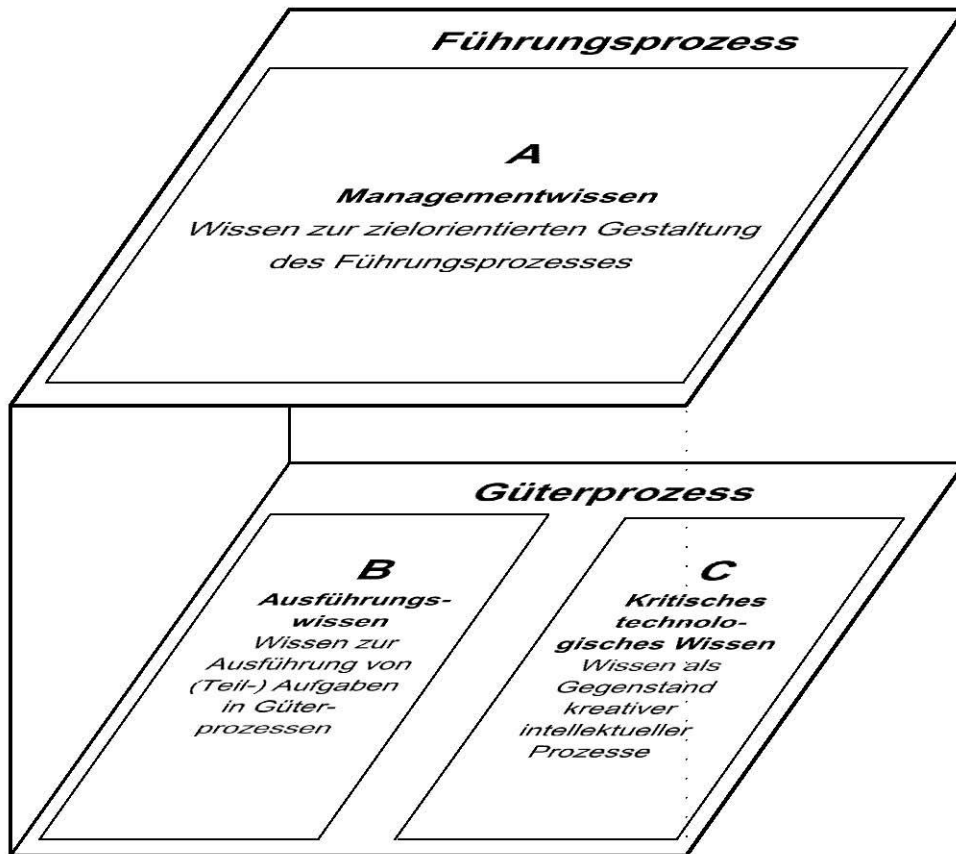 Führungsprozess
A
Managementwissen
Wissen zur zielorientierten Gestaltung
des Führungsprozesses
Güterprozess
B
Ausführungs-
wissen
Wissen zur
Ausführung von
(Teil-) Aufgaben
in Güter-
prozessen
C
Kritisches
technolo-
gisches Wissen
Wissen als
Gegenstand
kreativer
intellektueller
Prozesse